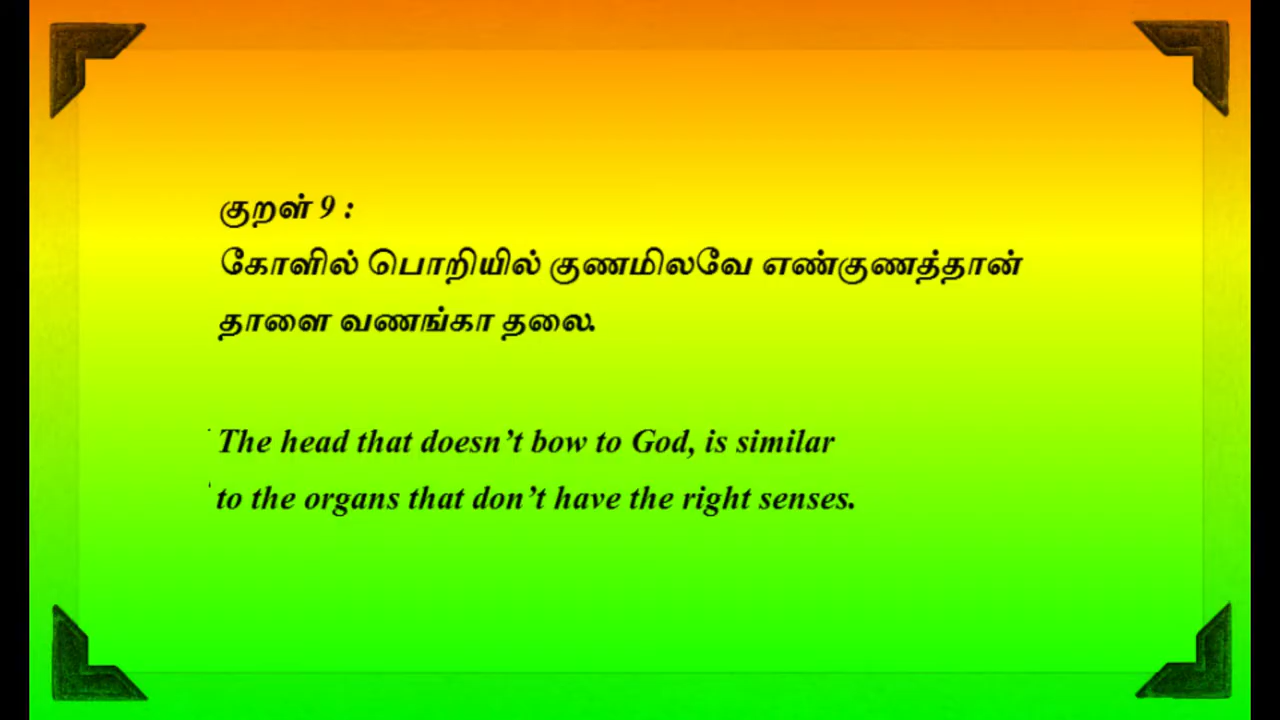 குறள் 9 :
கோளில் பொறியில் குணமிலவே எண்குணத்தான்
தாளை வணங்கா தலை.
The head that doesn’t bow to God, is similar
to the organs that don’t have the right senses.